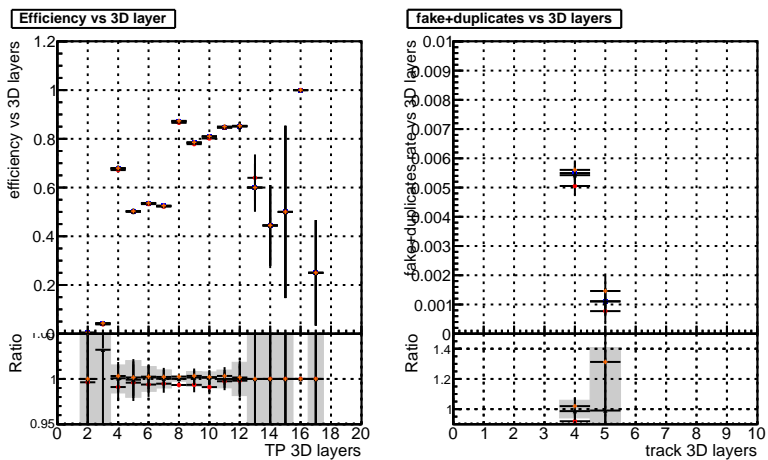 Efficiency vs 3D layer
efficiency vs 3D layers
1.2
1
0.8
0.6
0.4
0.2
0
Ratio
1
0.95
0 2 4 6 8 10 12 14 16 18 20
TP 3D layers
fake+duplicates vs 3D layers
fake+duplicates rate vs 3D layers
0.01
0.009
0.008
0.007
0.006
0.005
0.004
0.003
0.002
0.001
0
Ratio
1.4
1.2
1
0 1 2 3 4 5 6 7 8 9 10
track 3D layers